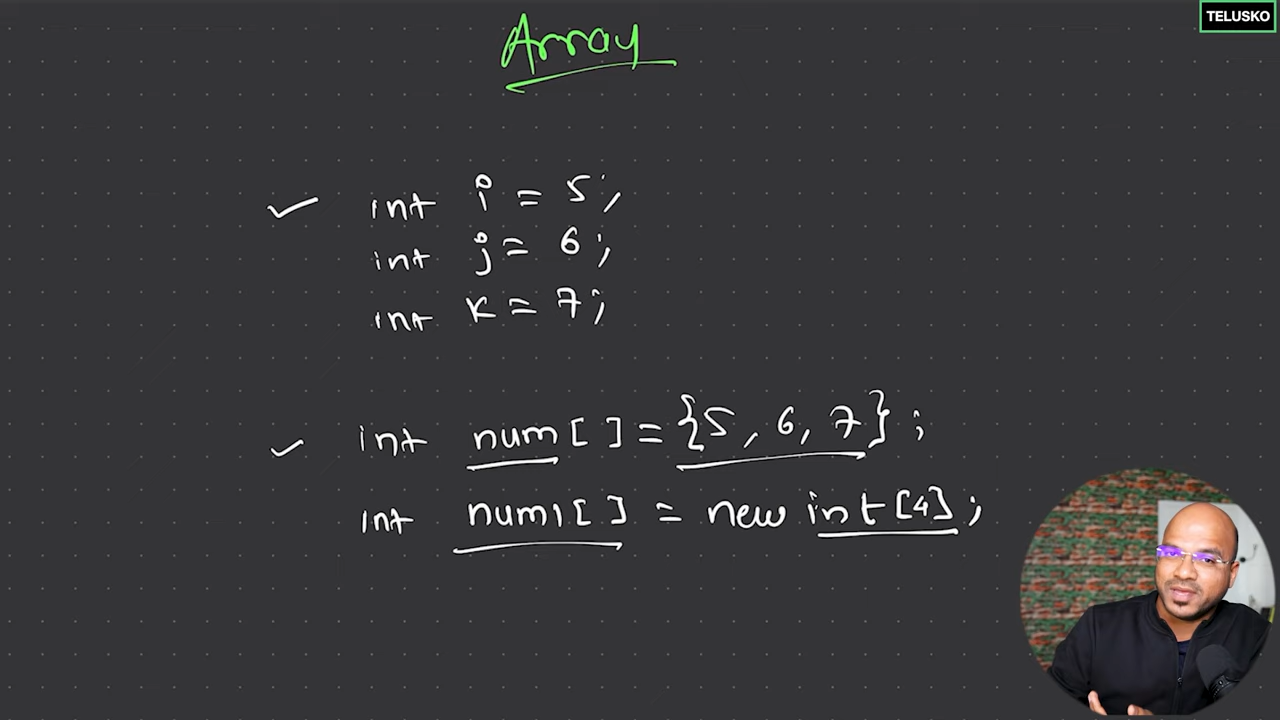 TELUSKO
Array
int i = 5;
int j = 6;
int k = 7;
int num[ ] = {5, 6, 7};
int num1[ ] = new int[4];